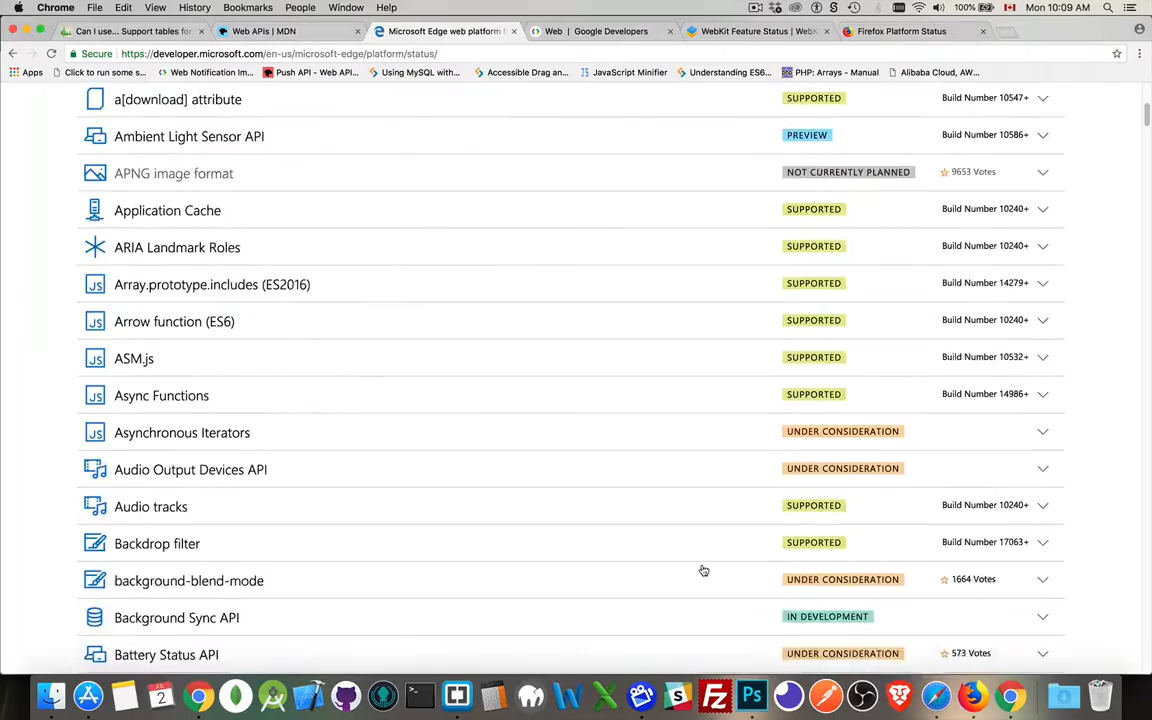 Chrome File Edit View History Bookmarks People Window Help 100% Mon 10:09 AM
Can I use... Support tables for Web APIs | MDN Microsoft Edge web platform Web | Google Developers WebKit Feature Status | WebK Firefox Platform Status
Secure https://developer.microsoft.com/en-us/microsoft-edge/platform/status/
Apps Click to run some s... Web Notification Im... Push API - Web API... Using MySQL with... Accessible Drag an... JavaScript Minifier Understanding ES6... PHP: Arrays - Manual Alibaba Cloud, AW...
a[download] attribute SUPPORTED Build Number 10547+
Ambient Light Sensor API PREVIEW Build Number 10586+
APNG image format NOT CURRENTLY PLANNED 9653 Votes
Application Cache SUPPORTED Build Number 10240+
ARIA Landmark Roles SUPPORTED Build Number 10240+
JS Array.prototype.includes (ES2016) SUPPORTED Build Number 14279+
JS Arrow function (ES6) SUPPORTED Build Number 10240+
JS ASM.js SUPPORTED Build Number 10532+
JS Async Functions SUPPORTED Build Number 14986+
JS Asynchronous Iterators UNDER CONSIDERATION
Audio Output Devices API UNDER CONSIDERATION
Audio tracks SUPPORTED Build Number 10240+
Backdrop filter SUPPORTED Build Number 17063+
background-blend-mode UNDER CONSIDERATION 1664 Votes
Background Sync API IN DEVELOPMENT
Battery Status API UNDER CONSIDERATION 573 Votes
JUL 2 W X S Fz Ps